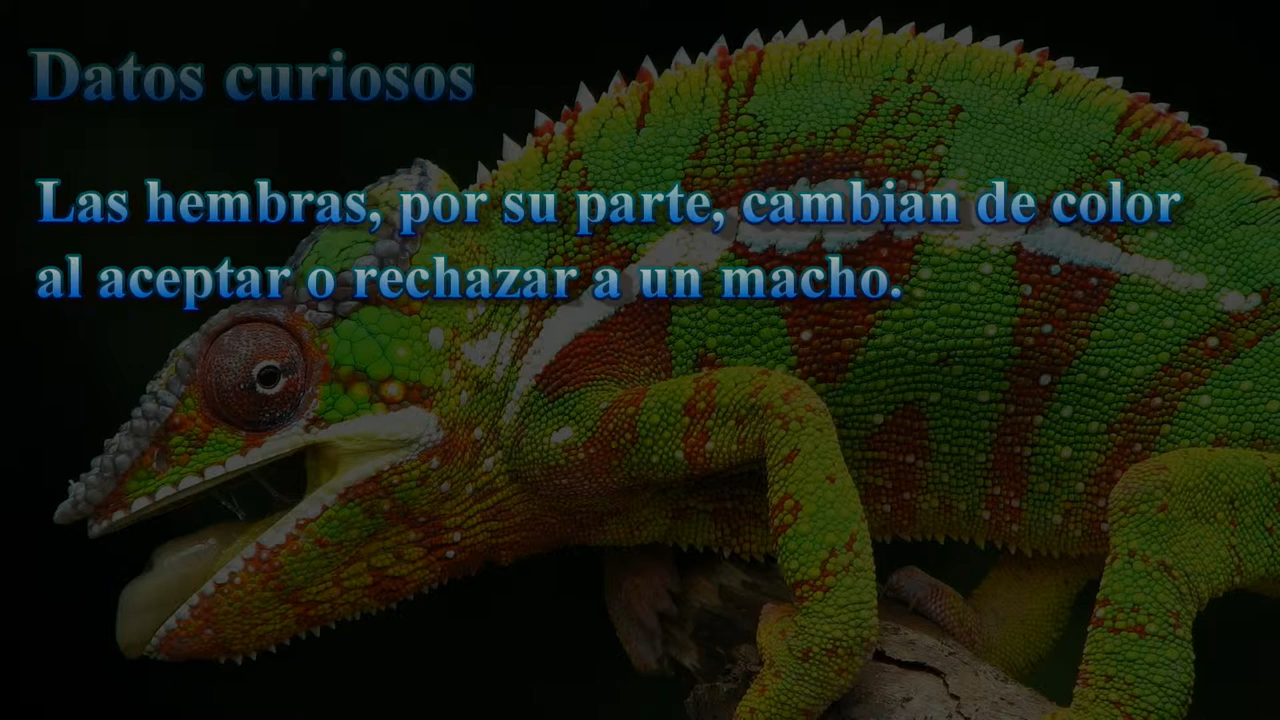 Datos curiosos
Las hembras, por su parte, cambian de color
al aceptar o rechazar a un macho.